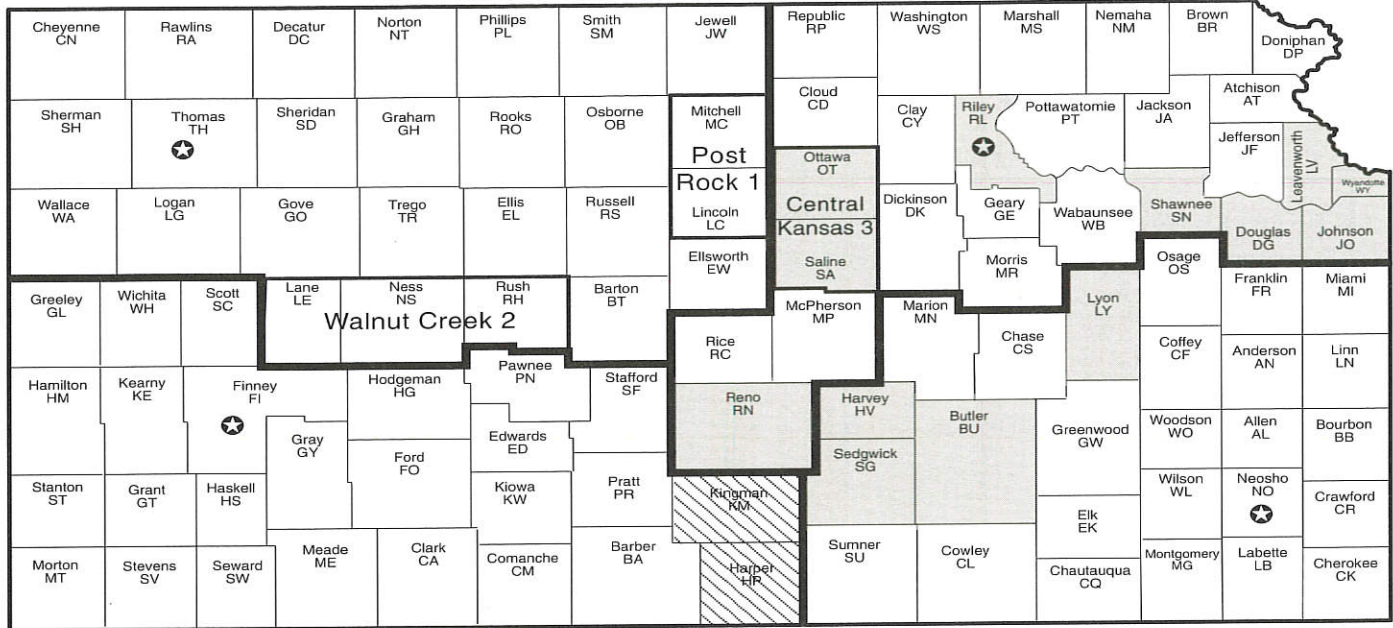 Cheyenne
CN
Rawlins
RA
Decatur
DC
Norton
NT
Phillips
PL
Smith
SM
Jewell
JW
Republic
RP
Washington
WS
Marshall
MS
Nemaha
NM
Brown
BR
Doniphan
DP
Sherman
SH
Thomas
TH
Sheridan
SD
Graham
GH
Rooks
RO
Osborne
OB
Mitchell
MC
Cloud
CD
Clay
CY
Riley
RL
Pottawatomie
PT
Jackson
JA
Atchison
AT
Jefferson
JF
Leavenworth
LV
Wyandotte
WY
Post
Rock 1
Ottawa
OT
Central
Kansas 3
Wallace
WA
Logan
LG
Gove
GO
Trego
TR
Ellis
EL
Russell
RS
Lincoln
LC
Saline
SA
Dickinson
DK
Geary
GE
Wabaunsee
WB
Shawnee
SN
Douglas
DG
Johnson
JO
Ellsworth
EW
Morris
MR
Osage
OS
Greeley
GL
Wichita
WH
Scott
SC
Lane
LE
Ness
NS
Rush
RH
Walnut Creek 2
Barton
BT
Rice
RC
McPherson
MP
Marion
MN
Chase
CS
Lyon
LY
Franklin
FR
Miami
MI
Coffey
CF
Anderson
AN
Linn
LN
Hamilton
HM
Kearny
KE
Finney
FI
Hodgeman
HG
Pawnee
PN
Stafford
SF
Reno
RN
Harvey
HV
Butler
BU
Greenwood
GW
Woodson
WO
Allen
AL
Bourbon
BB
Gray
GY
Ford
FO
Edwards
ED
Sedgwick
SG
Stanton
ST
Grant
GT
Haskell
HS
Kiowa
KW
Pratt
PR
Kingman
KM
Elk
EK
Wilson
WL
Neosho
NO
Crawford
CR
Morton
MT
Stevens
SV
Seward
SW
Meade
ME
Clark
CA
Comanche
CM
Barber
BA
Harper
HP
Sumner
SU
Cowley
CL
Chautauqua
CQ
Montgomery
MG
Labette
LB
Cherokee
CK